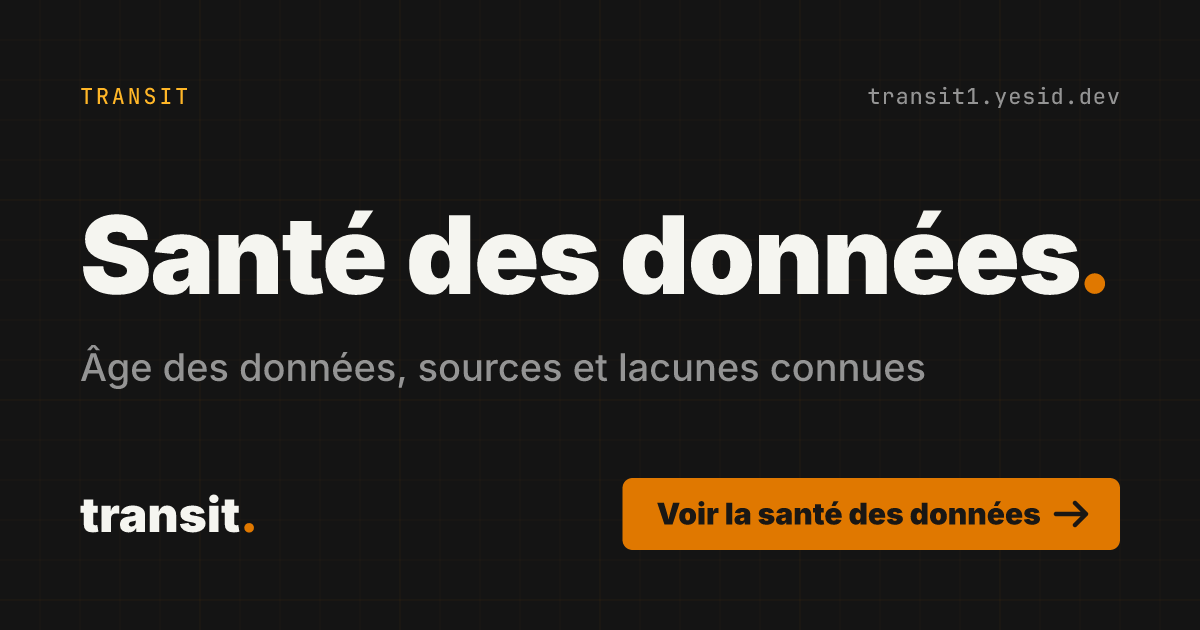 TRANSIT
transit1.yesid.dev
Santé des données.
Âge des données, sources et lacunes connues
transit.
Voir la santé des données →